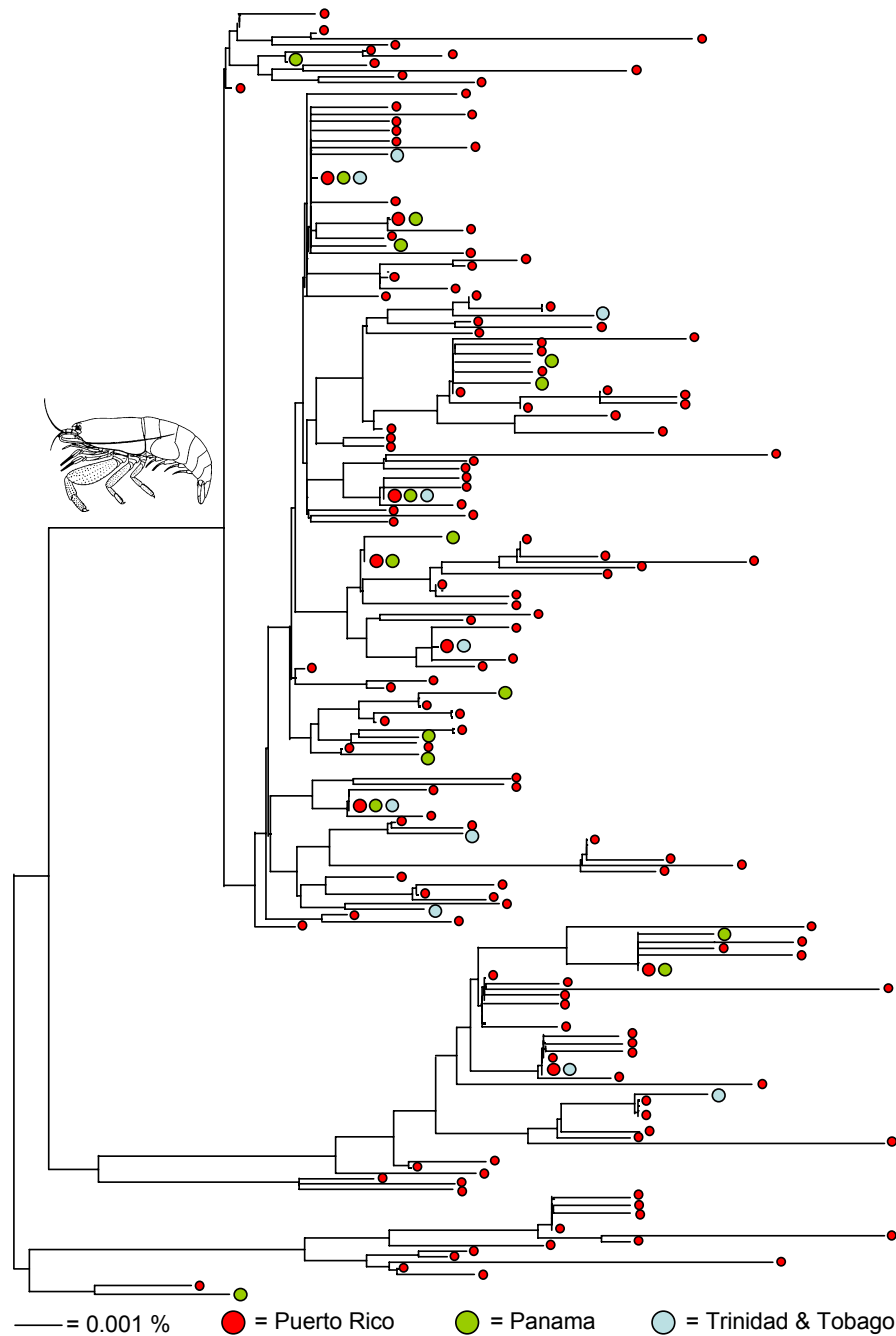 = 0.001 % = Puerto Rico = Panama = Trinidad & Tobago